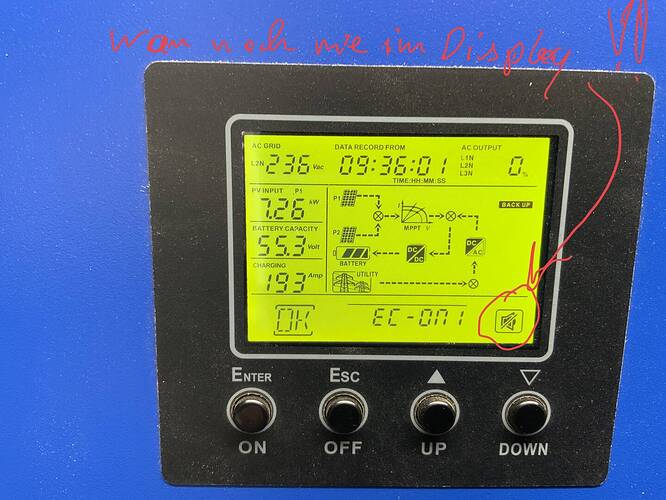 war noch nie im Display !!
AC GRID DATA RECORD FROM AC OUTPUT
L2N 236 Vac 09:36:01 L1N L2N L3N 0 %
TIME:HH:MM:SS
PV INPUT P1
7.26 kW
P1
BACK UP
MPPT
BATTERY CAPACITY
55.3 Volt
P2
DC DC
DC AC
BATTERY
CHARGING
193 Amp
UTILITY
OK EC-0n1
ENTER ESC
ON OFF UP DOWN